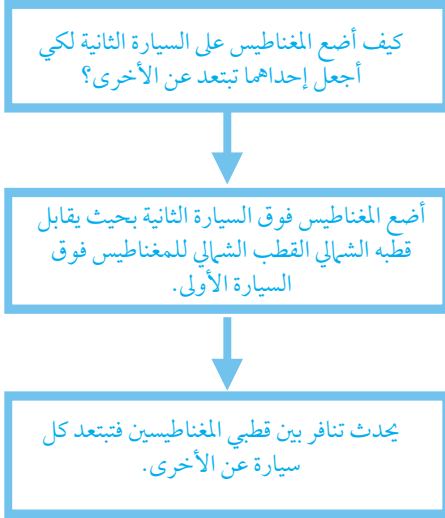 كيف أضع المغناطيس على السيارة الثانية لكي
أجعل إحداهما تبتعد عن الأخرى؟
أضع المغناطيس فوق السيارة الثانية بحيث يقابل
قطبه الشمالي القطب الشمالي للمغناطيس فوق
السيارة الأولى.
يحدث تنافر بين قطبي المغناطيسين فتبتعد كل
سيارة عن الأخرى.